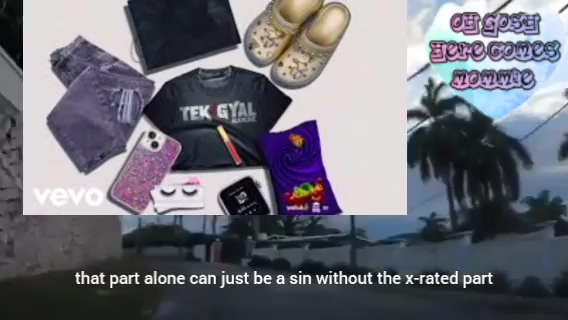 OH GOSH
HERE COMES
MOMMIE
TEK GYAL
vevo
that part alone can just be a sin without the x-rated part